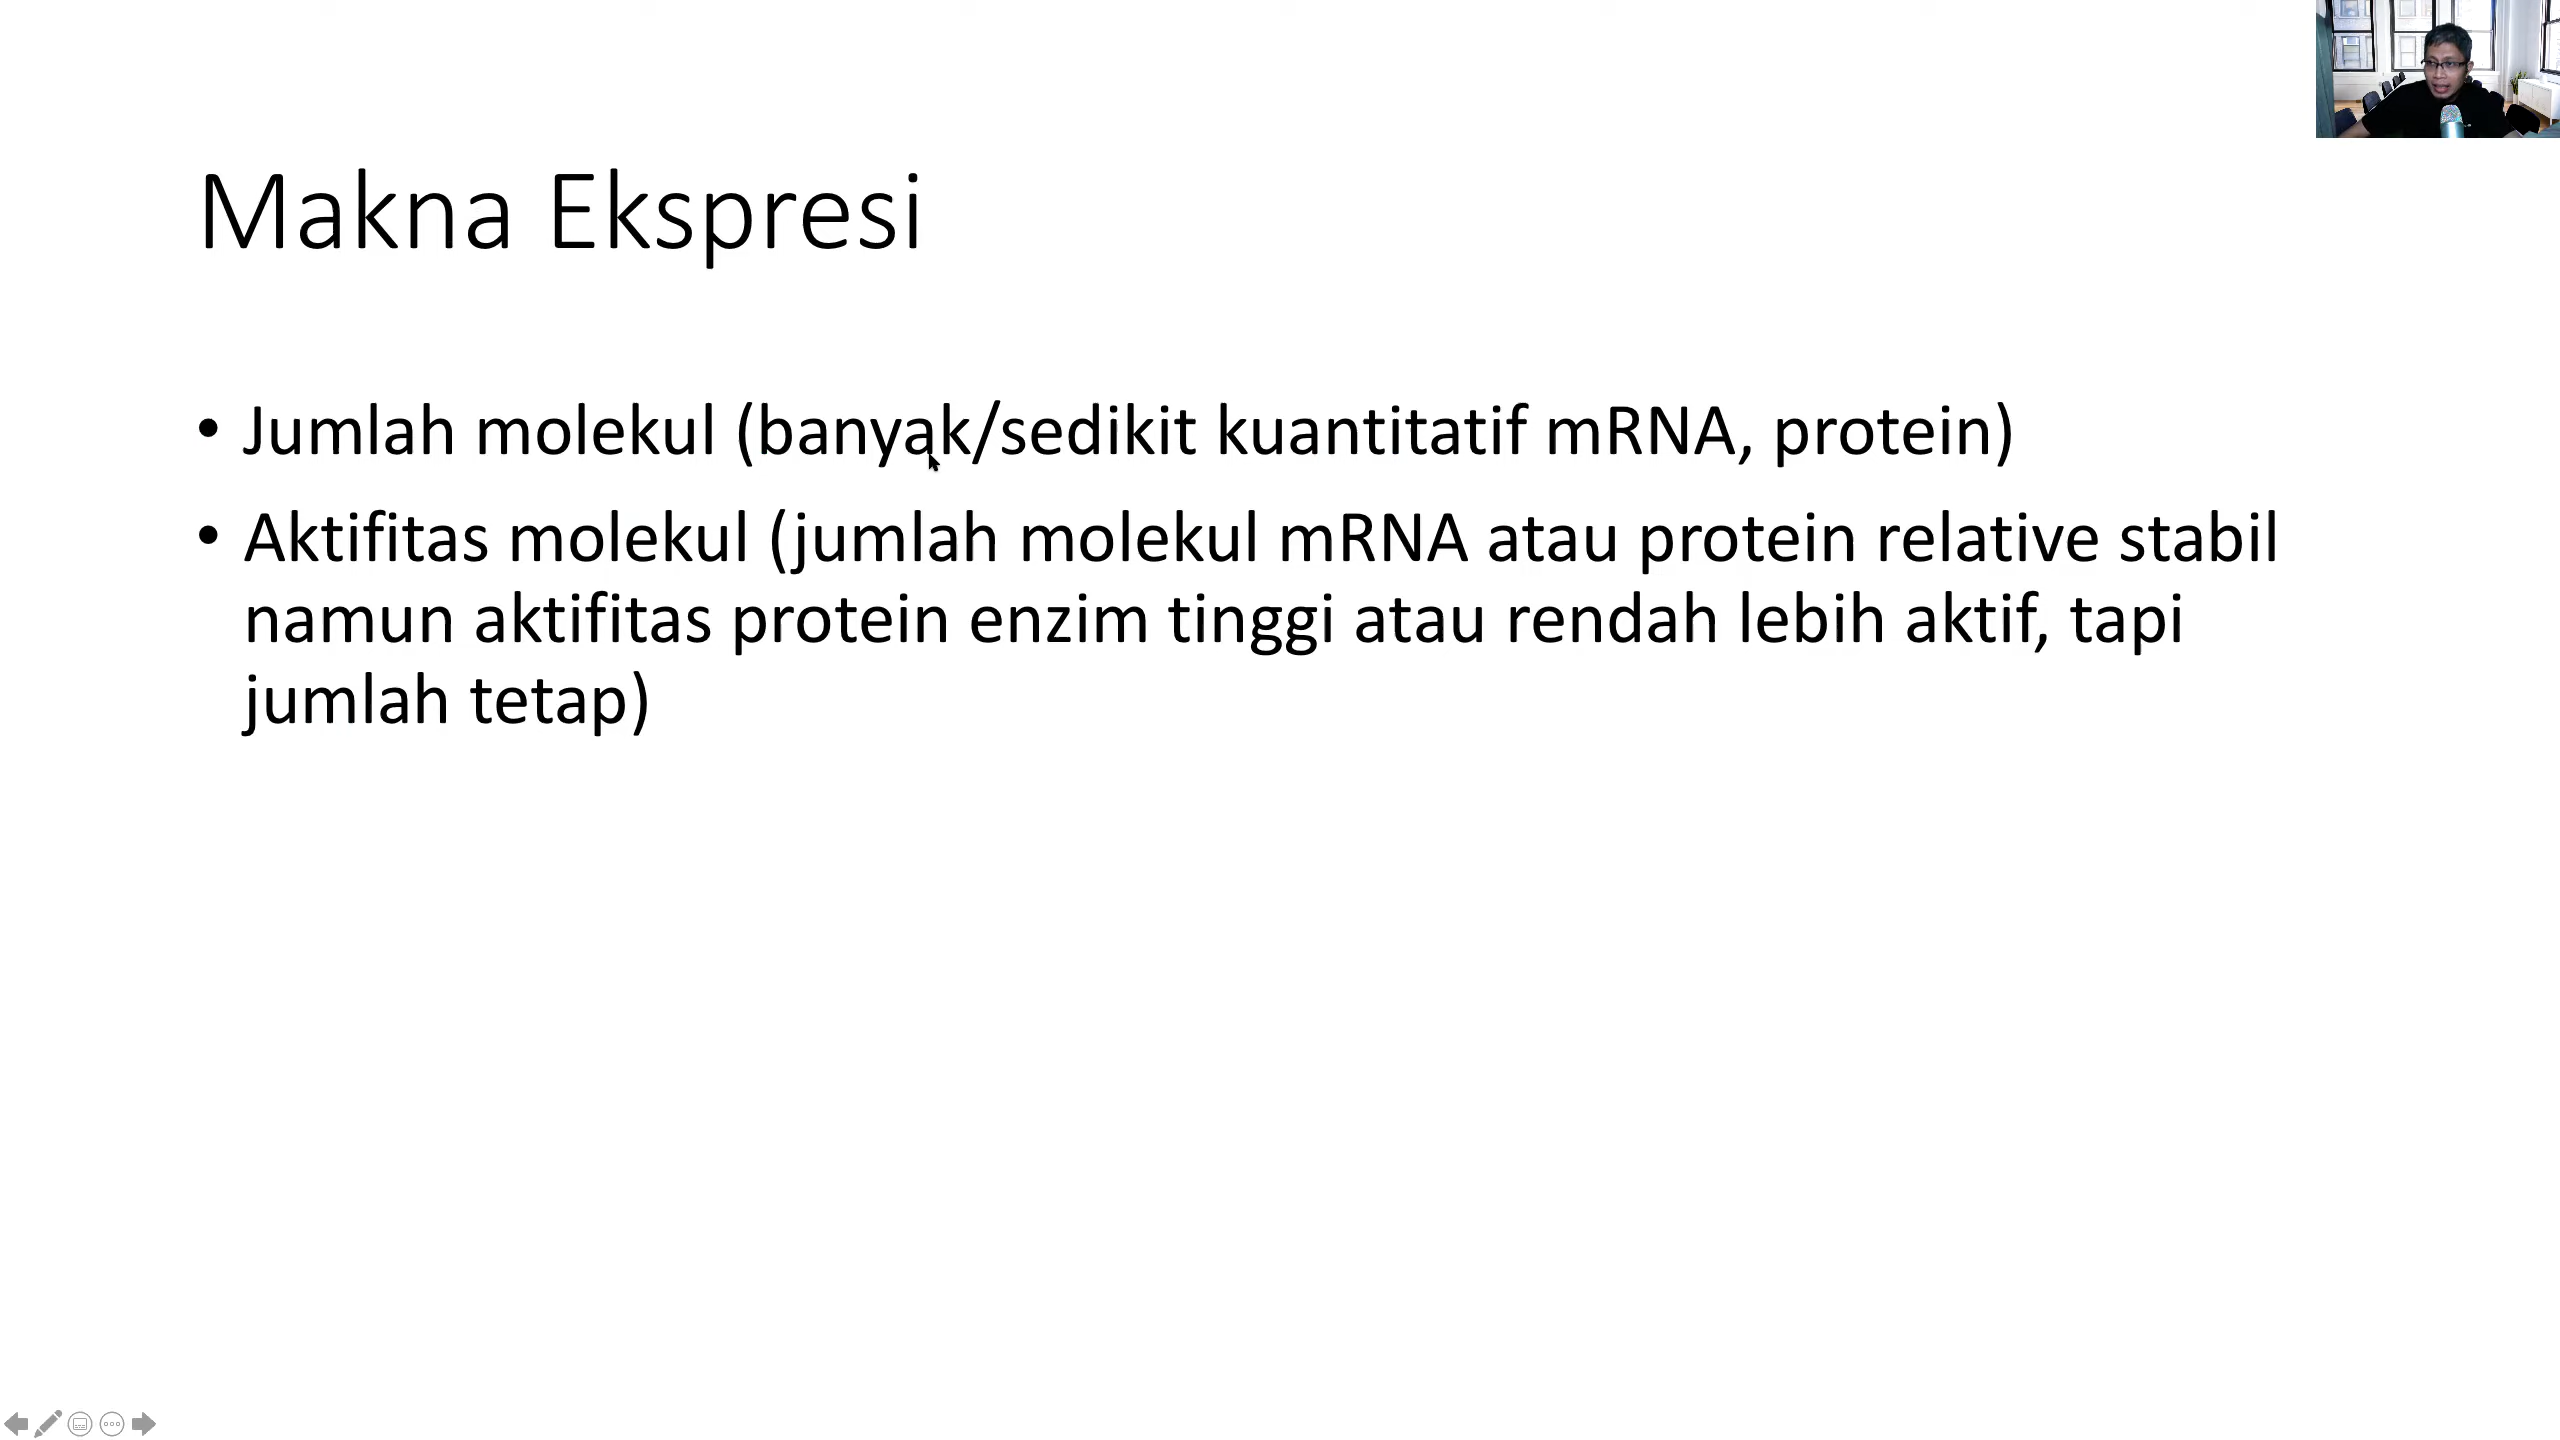 Makna Ekspresi
• Jumlah molekul (banyak/sedikit kuantitatif mRNA, protein)
• Aktifitas molekul (jumlah molekul mRNA atau protein relative stabil
namun aktifitas protein enzim tinggi atau rendah lebih aktif, tapi
jumlah tetap)